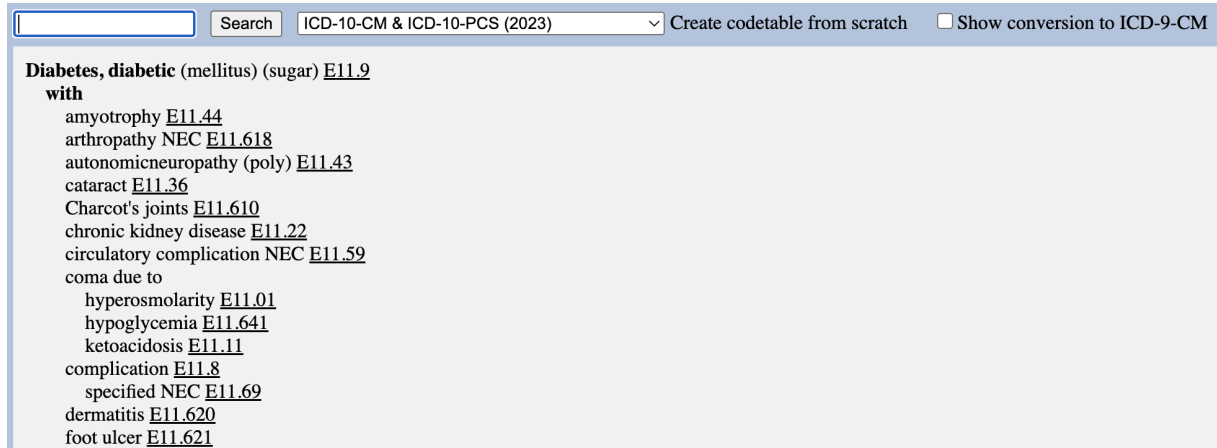 Search ICD-10-CM & ICD-10-PCS (2023) Create codetable from scratch Show conversion to ICD-9-CM
Diabetes, diabetic (mellitus) (sugar) E11.9
with
amyotrophy E11.44
arthropathy NEC E11.618
autonomicneuropathy (poly) E11.43
cataract E11.36
Charcot's joints E11.610
chronic kidney disease E11.22
circulatory complication NEC E11.59
coma due to
hyperosmolarity E11.01
hypoglycemia E11.641
ketoacidosis E11.11
complication E11.8
specified NEC E11.69
dermatitis E11.620
foot ulcer E11.621